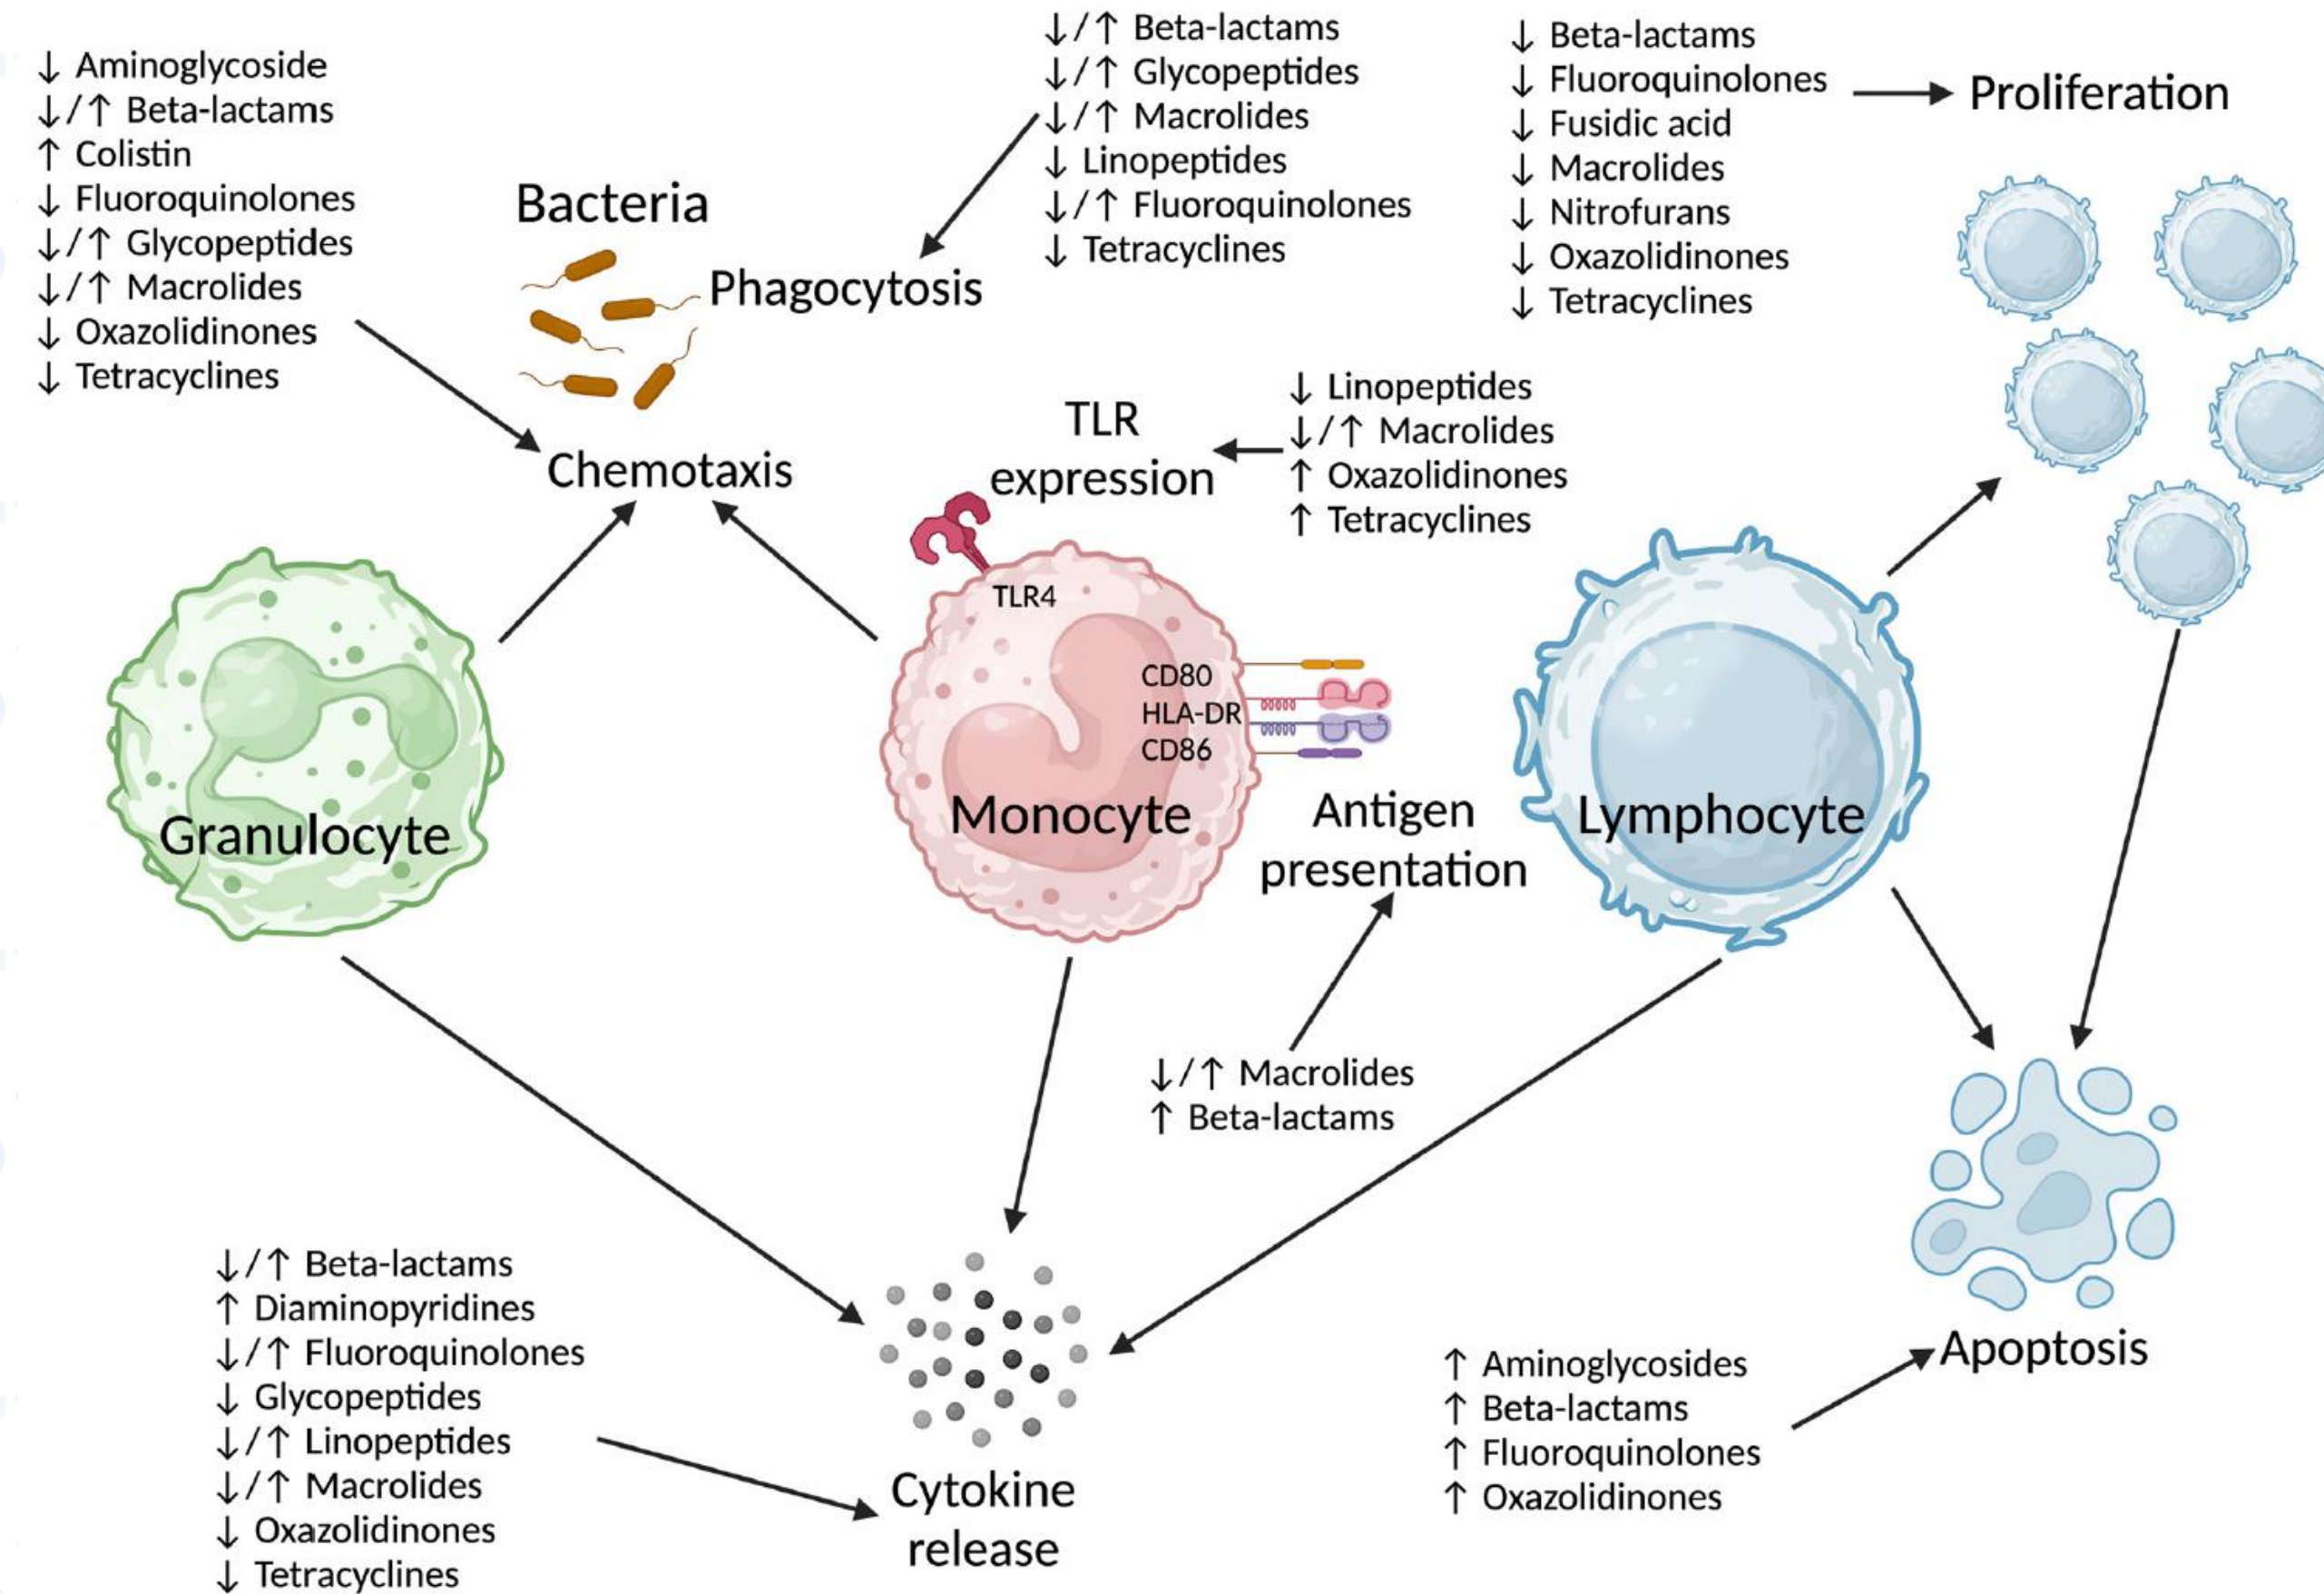 ↓ Aminoglycoside
↓/↑ Beta-lactams
↑ Colistin
↓ Fluoroquinolones
↓/↑ Glycopeptides
↓/↑ Macrolides
↓ Oxazolidinones
↓ Tetracyclines
Bacteria
Phagocytosis
↓/↑ Beta-lactams
↓/↑ Glycopeptides
↓/↑ Macrolides
↓ Linopeptides
↓/↑ Fluoroquinolones
↓ Tetracyclines
↓ Beta-lactams
↓ Fluoroquinolones
↓ Fusidic acid
↓ Macrolides
↓ Nitrofurans
↓ Oxazolidinones
↓ Tetracyclines
Proliferation
Chemotaxis
TLR
expression
↓ Linopeptides
↓/↑ Macrolides
↑ Oxazolidinones
↑ Tetracyclines
TLR4
CD80
HLA-DR
CD86
Granulocyte
Monocyte
Antigen
presentation
Lymphocyte
↓/↑ Macrolides
↑ Beta-lactams
↓/↑ Beta-lactams
↑ Diaminopyridines
↓/↑ Fluoroquinolones
↓ Glycopeptides
↓/↑ Linopeptides
↓/↑ Macrolides
↓ Oxazolidinones
↓ Tetracyclines
Cytokine
release
↑ Aminoglycosides
↑ Beta-lactams
↑ Fluoroquinolones
↑ Oxazolidinones
Apoptosis